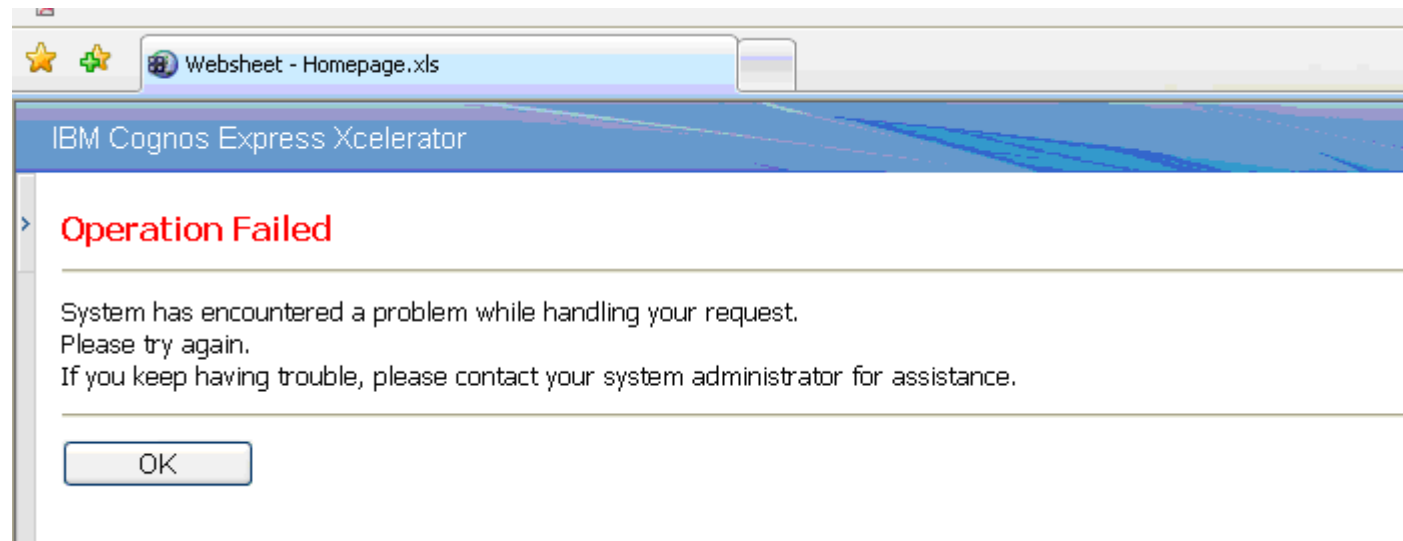 Websheet - Homepage.xls
IBM Cognos Express Xcelerator
Operation Failed
System has encountered a problem while handling your request.
Please try again.
If you keep having trouble, please contact your system administrator for assistance.
OK